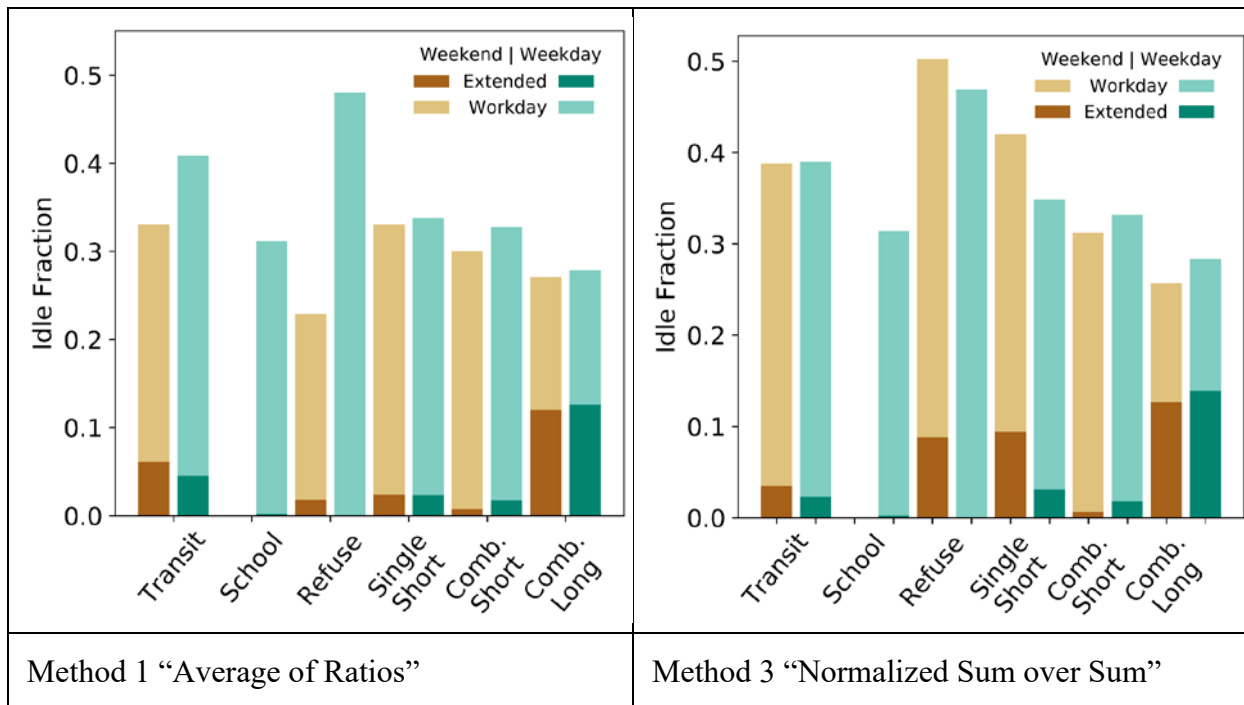 Idle Fraction
0.5
0.4
0.3
0.2
0.1
0.0
Weekend | Weekday
Extended
Workday
Transit
School
Refuse
Single
Short
Comb.
Short
Comb.
Long
Idle Fraction
0.5
0.4
0.3
0.2
0.1
0.0
Weekend | Weekday
Workday
Extended
Transit
School
Refuse
Single
Short
Comb.
Short
Comb.
Long
Method 1 “Average of Ratios”
Method 3 “Normalized Sum over Sum”